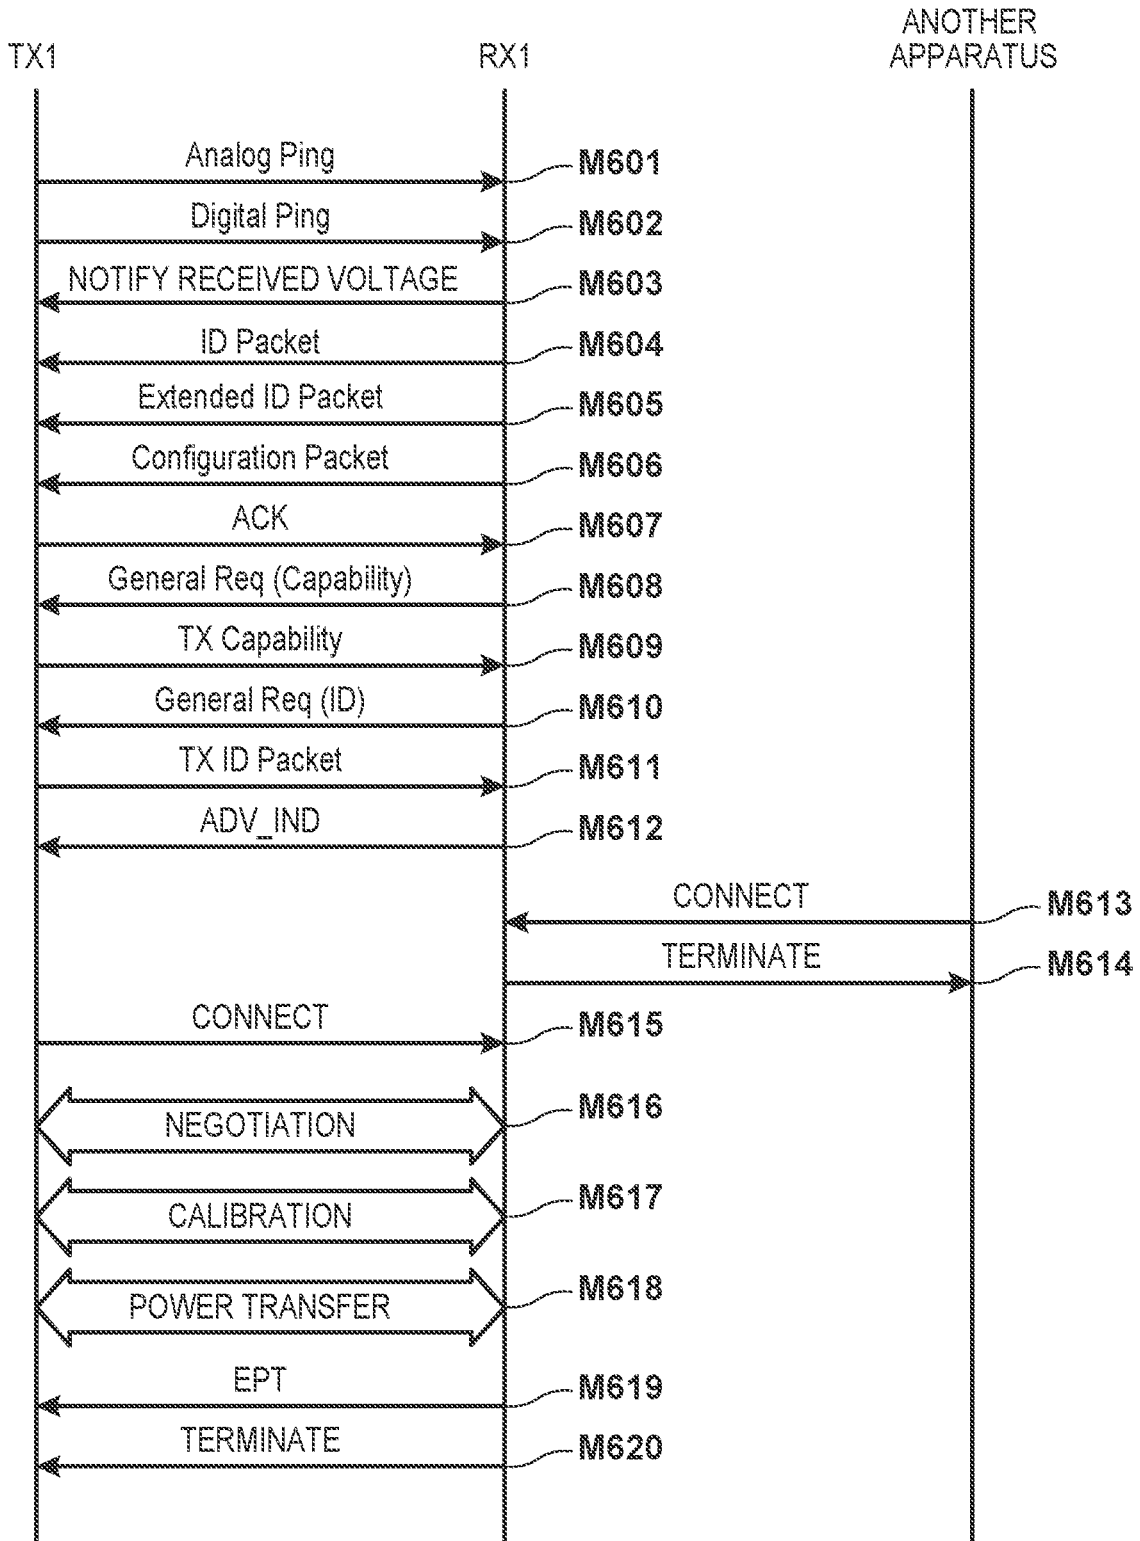 TX1
RX1
ANOTHER
APPARATUS
Analog Ping
M601
Digital Ping
M602
NOTIFY RECEIVED VOLTAGE
M603
ID Packet
M604
Extended ID Packet
M605
Configuration Packet
M606
ACK
M607
General Req (Capability)
M608
TX Capability
M609
General Req (ID)
M610
TX ID Packet
M611
ADV_IND
M612
CONNECT
M613
TERMINATE
M614
CONNECT
M615
NEGOTIATION
M616
CALIBRATION
M617
POWER TRANSFER
M618
EPT
M619
TERMINATE
M620